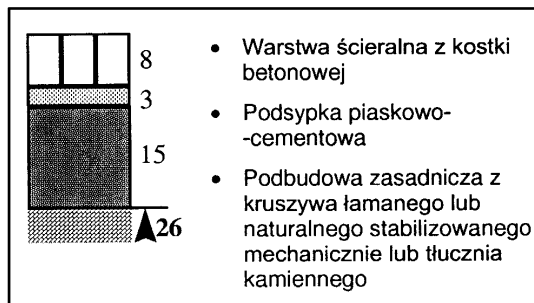 8
3
15
26
• Warstwa ścieralna z kostki
betonowej
• Podsypka piaskowo-
-cementowa
• Podbudowa zasadnicza z
kruszywa łamanego lub
naturalnego stabilizowanego
mechanicznie lub tłucznia
kamiennego